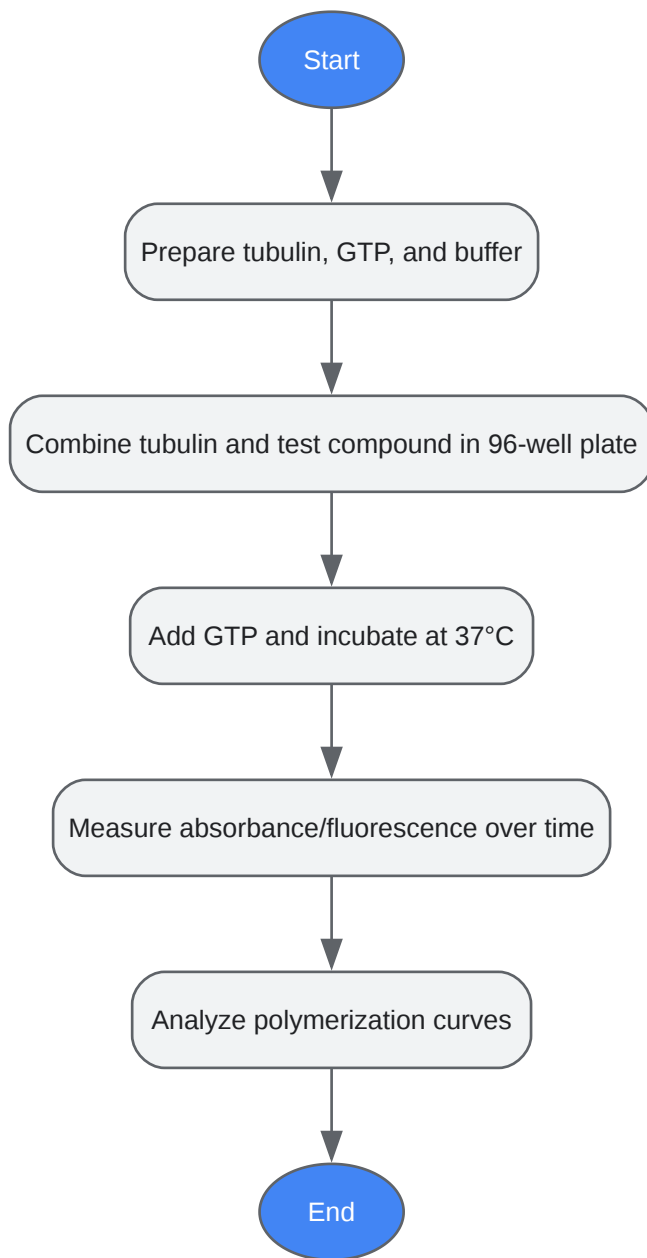 Start
Prepare tubulin, GTP, and buffer
Combine tubulin and test compound in 96-well plate
Add GTP and incubate at 37°C
Measure absorbance/fluorescence over time
Analyze polymerization curves
End